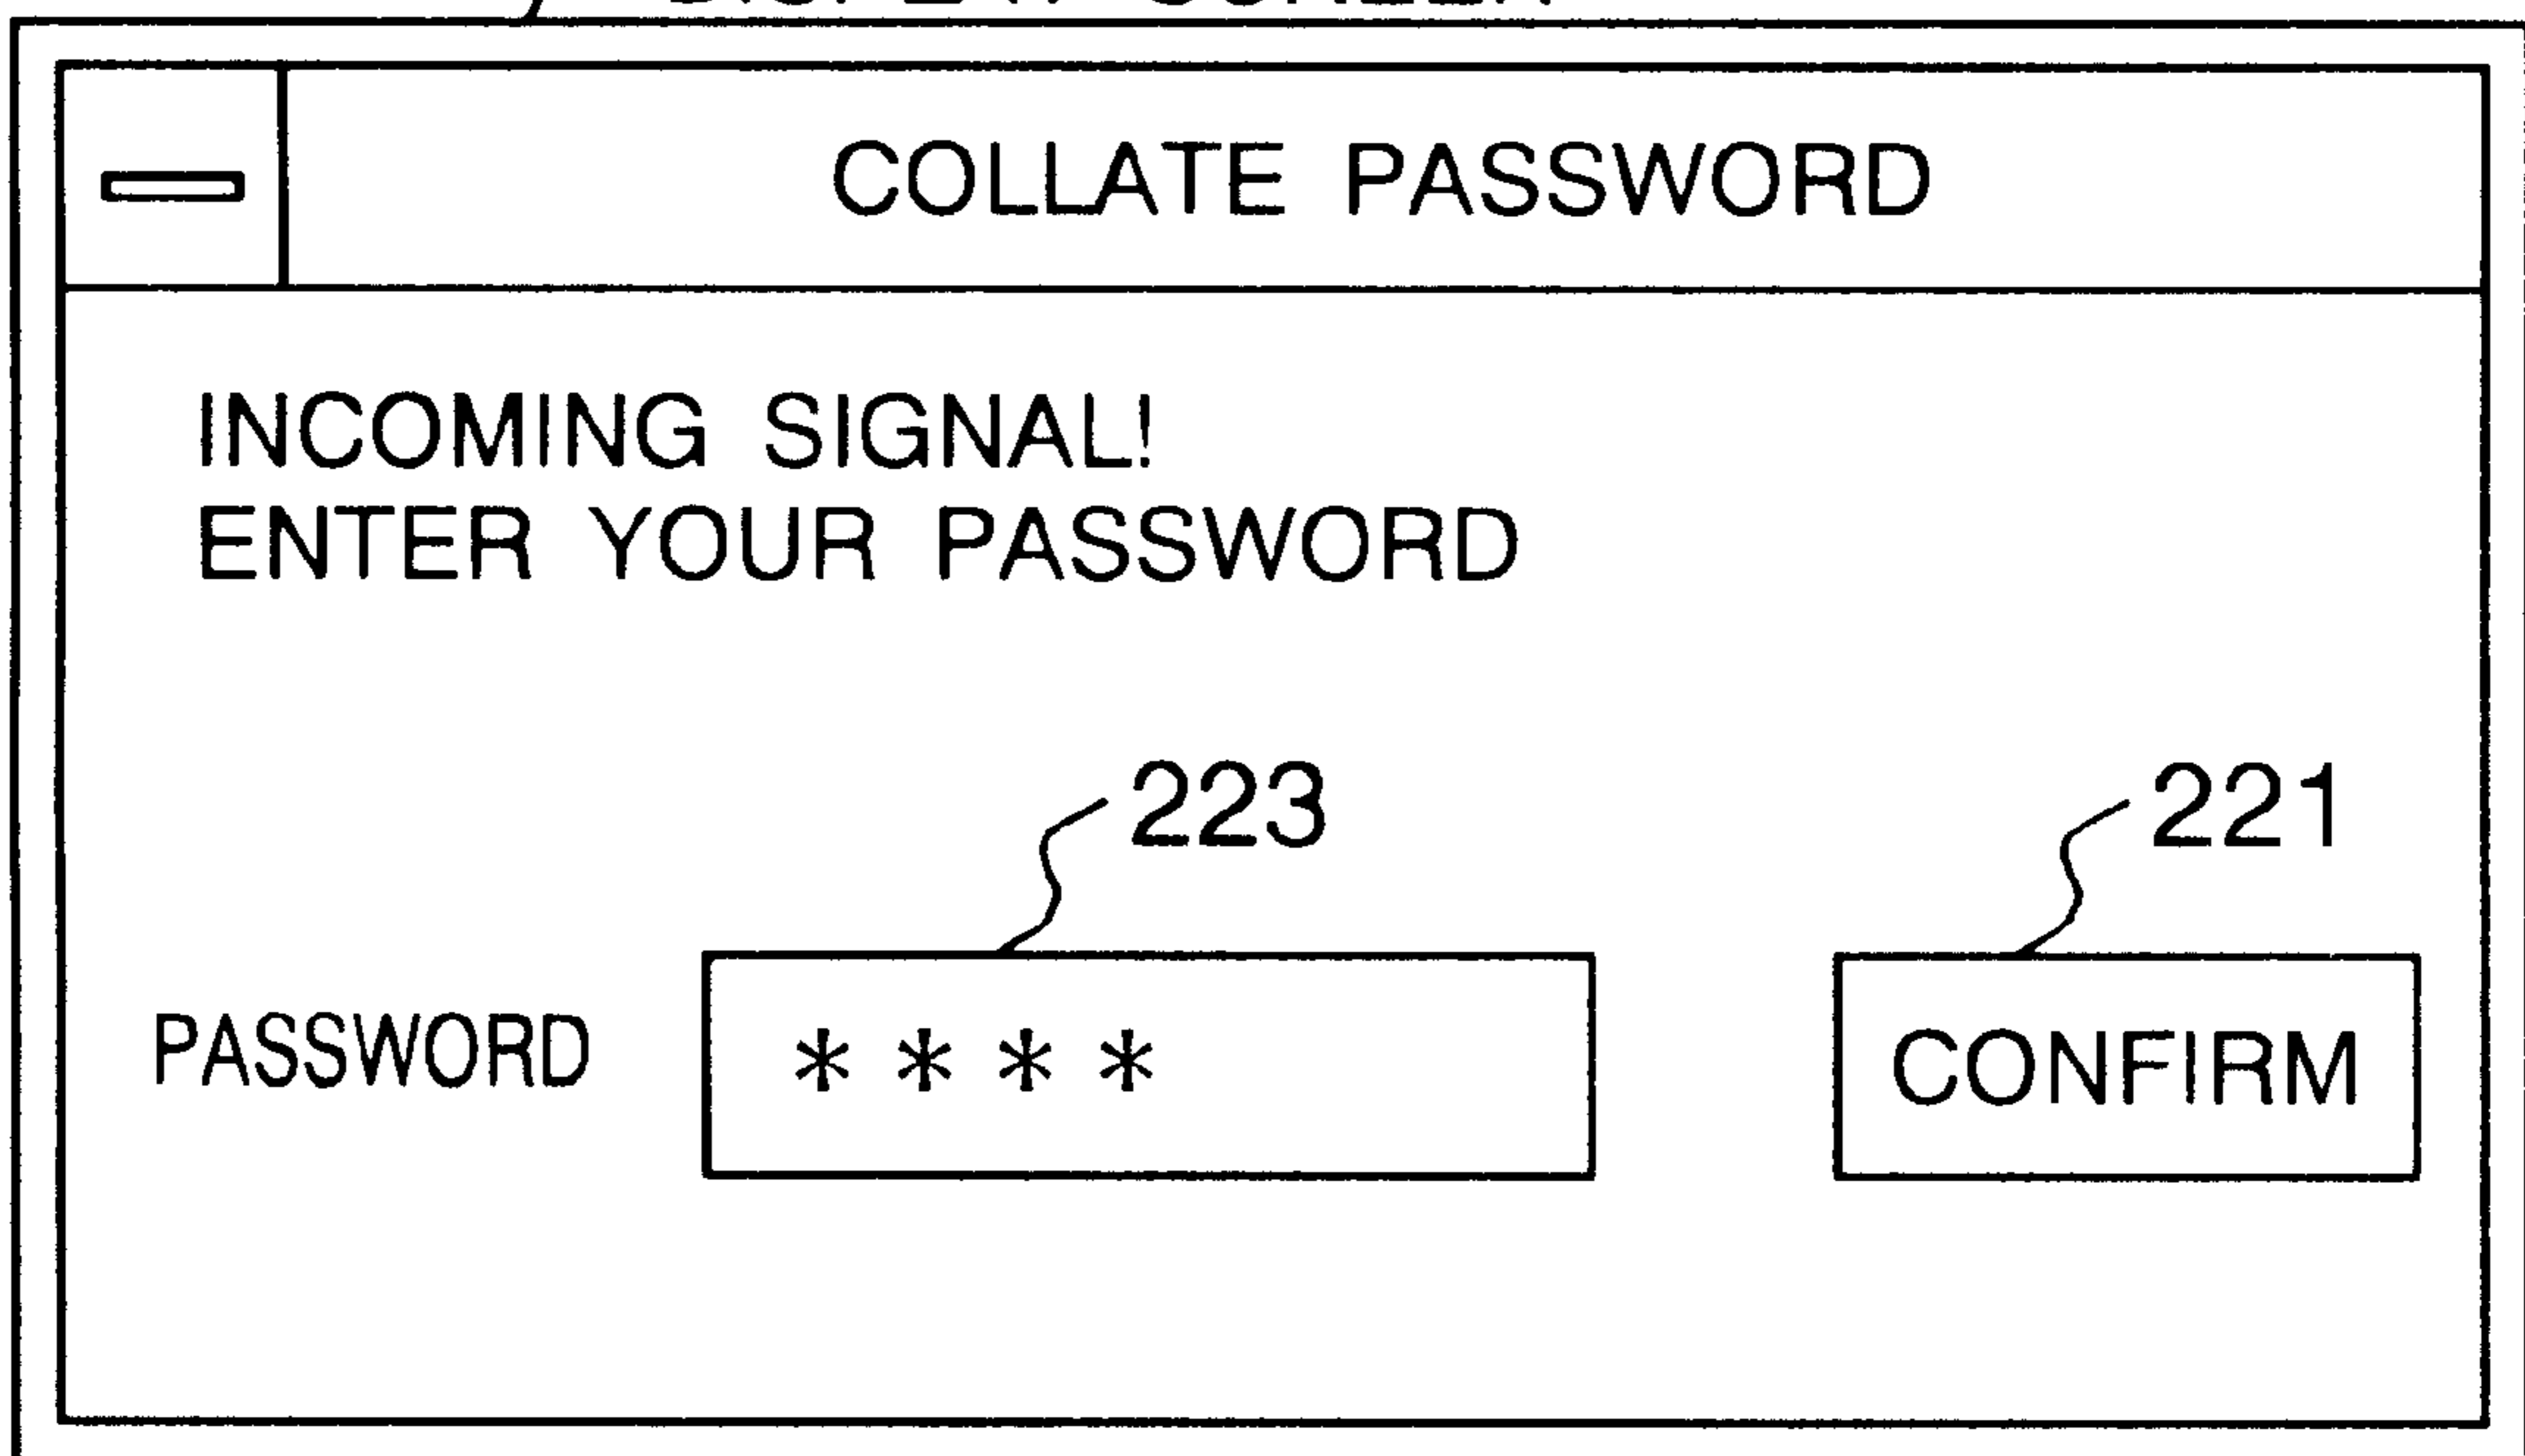 COLLATE PASSWORD
INCOMING SIGNAL!
ENTER YOUR PASSWORD
223
221
PASSWORD
* * * *
CONFIRM